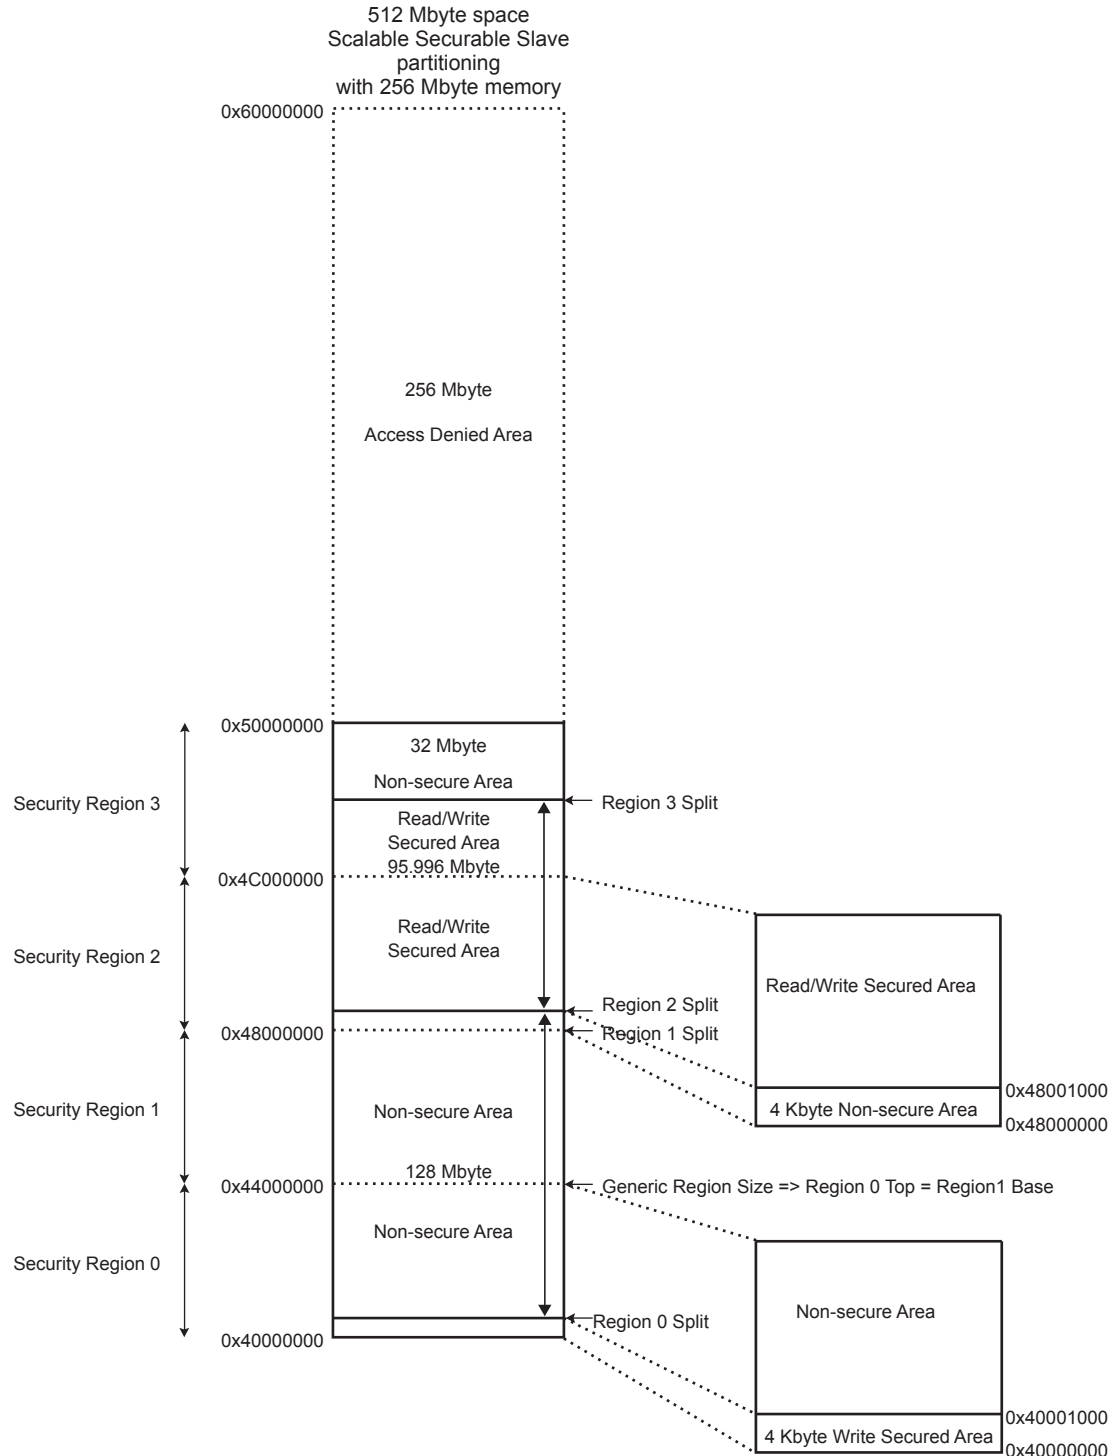 512 Mbyte space
Scalable Securable Slave
partitioning
with 256 Mbyte memory
0x60000000
256 Mbyte
Access Denied Area
0x50000000
32 Mbyte
Non-secure Area
Security Region 3
Region 3 Split
Read/Write
Secured Area
95.996 Mbyte
0x4C000000
Read/Write
Secured Area
Security Region 2
Read/Write Secured Area
Region 2 Split
0x48000000
Region 1 Split
0x48001000
4 Kbyte Non-secure Area
0x48000000
Security Region 1
Non-secure Area
128 Mbyte
0x44000000
Generic Region Size => Region 0 Top = Region1 Base
Non-secure Area
Security Region 0
Non-secure Area
Region 0 Split
0x40000000
0x40001000
4 Kbyte Write Secured Area
0x40000000